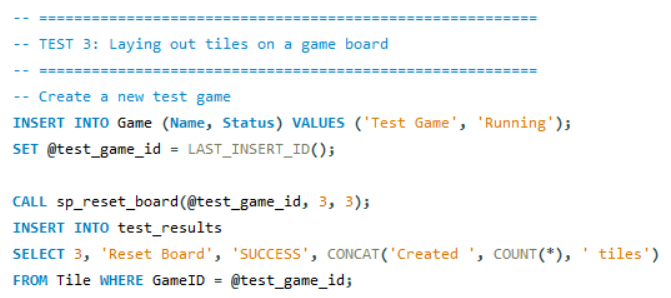 -- ==========================================================
-- TEST 3: Laying out tiles on a game board
-- ==========================================================
-- Create a new test game
INSERT INTO Game (Name, Status) VALUES ('Test Game', 'Running');
SET @test_game_id = LAST_INSERT_ID();
CALL sp_reset_board(@test_game_id, 3, 3);
INSERT INTO test_results
SELECT 3, 'Reset Board', 'SUCCESS', CONCAT('Created ', COUNT(*), ' tiles')
FROM Tile WHERE GameID = @test_game_id;